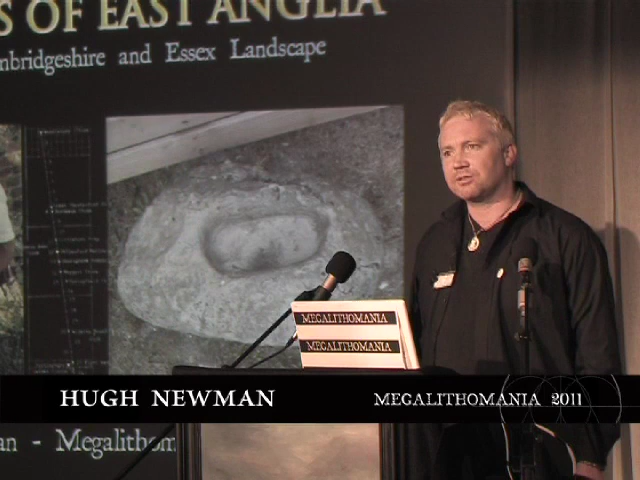 S OF EAST ANGLIA
mbridgeshire and Essex Landscape
MEGALITHOMANIA
MEGALITHOMANIA
HUGH NEWMAN
MEGALITHOMANIA 2011
an - Megalithom